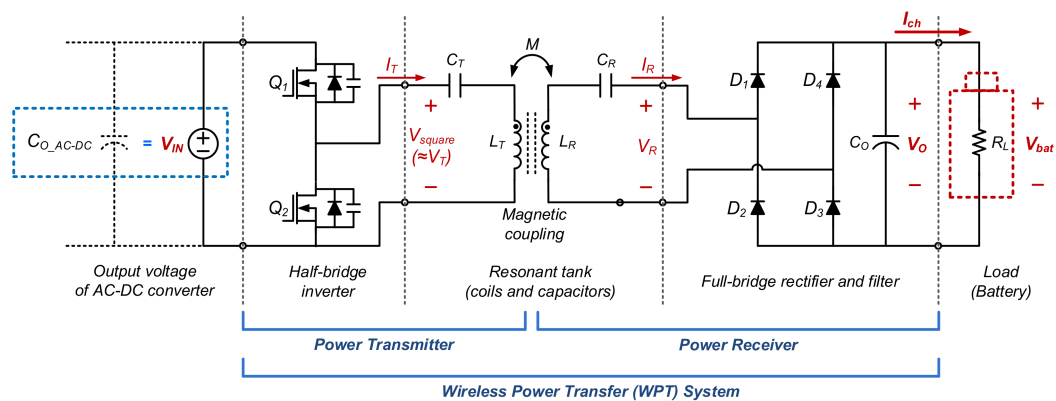 I_ch
M
I_T
C_T
C_R
I_R
Q_1
D_1
D_4
+
+
+
+
C_O_AC-DC = V_IN
V_square
(≈V_T)
L_T
L_R
V_R
C_O
V_O
R_L
V_bat
−
−
−
−
Q_2
D_2
D_3
Magnetic
coupling
Output voltage
of AC-DC converter
Half-bridge
inverter
Resonant tank
(coils and capacitors)
Full-bridge rectifier and filter
Load
(Battery)
Power Transmitter
Power Receiver
Wireless Power Transfer (WPT) System